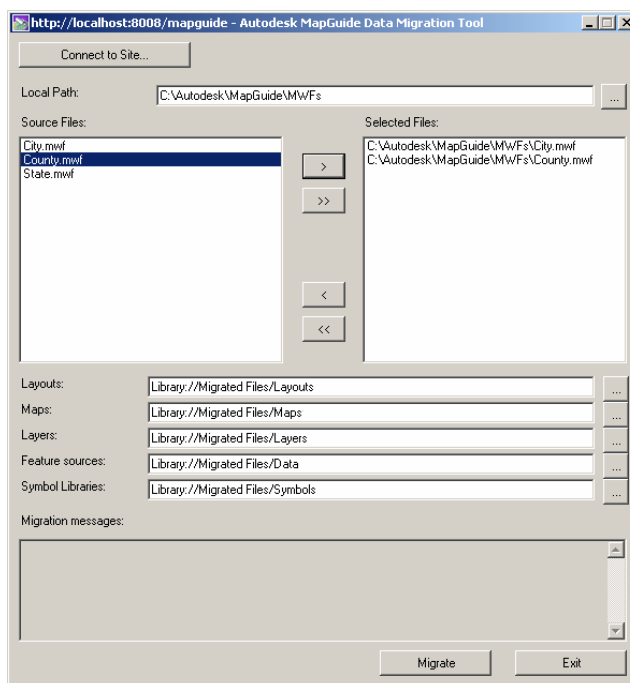 http://localhost:8008/mapguide - Autodesk MapGuide Data Migration Tool
Connect to Site...
Local Path: C:\Autodesk\MapGuide\MWFs ...
Source Files: Selected Files:
City.mwf C:\Autodesk\MapGuide\MWFs\City.mwf
County.mwf > C:\Autodesk\MapGuide\MWFs\County.mwf
State.mwf
>>
<
<<
Layouts: Library://Migrated Files/Layouts ...
Maps: Library://Migrated Files/Maps ...
Layers: Library://Migrated Files/Layers ...
Feature sources: Library://Migrated Files/Data ...
Symbol Libraries: Library://Migrated Files/Symbols ...
Migration messages:
Migrate Exit